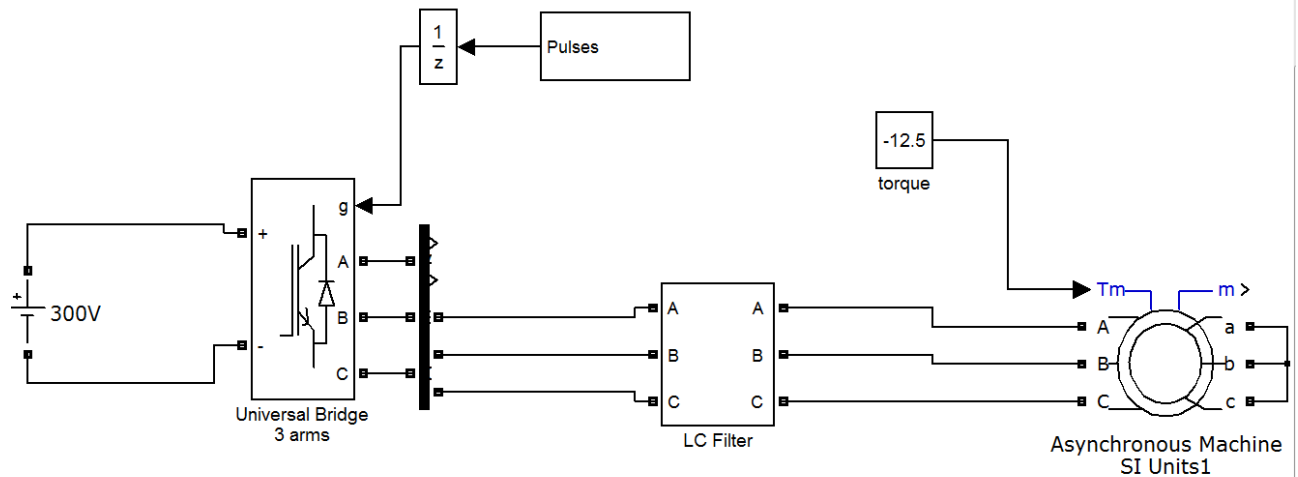 1
z
Pulses
-12.5
torque
g
+
A
B
C
-
+
300V
Universal Bridge
3 arms
A
B
C
A
B
C
LC Filter
Tm
m
A
B
C
a
b
c
Asynchronous Machine
SI Units1